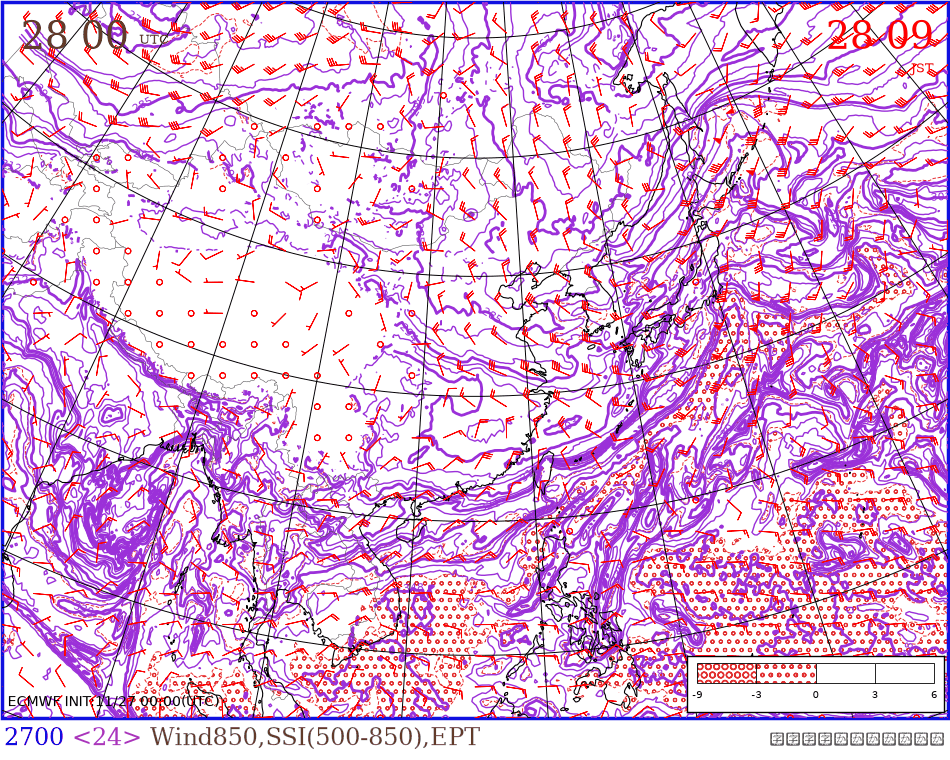 28 00 UTC
28 09
JST
ECMWF INIT:11/27 00:00(UTC)
-9 -3 0 3 6
2700 <24> Wind850,SSI(500-850),EPT